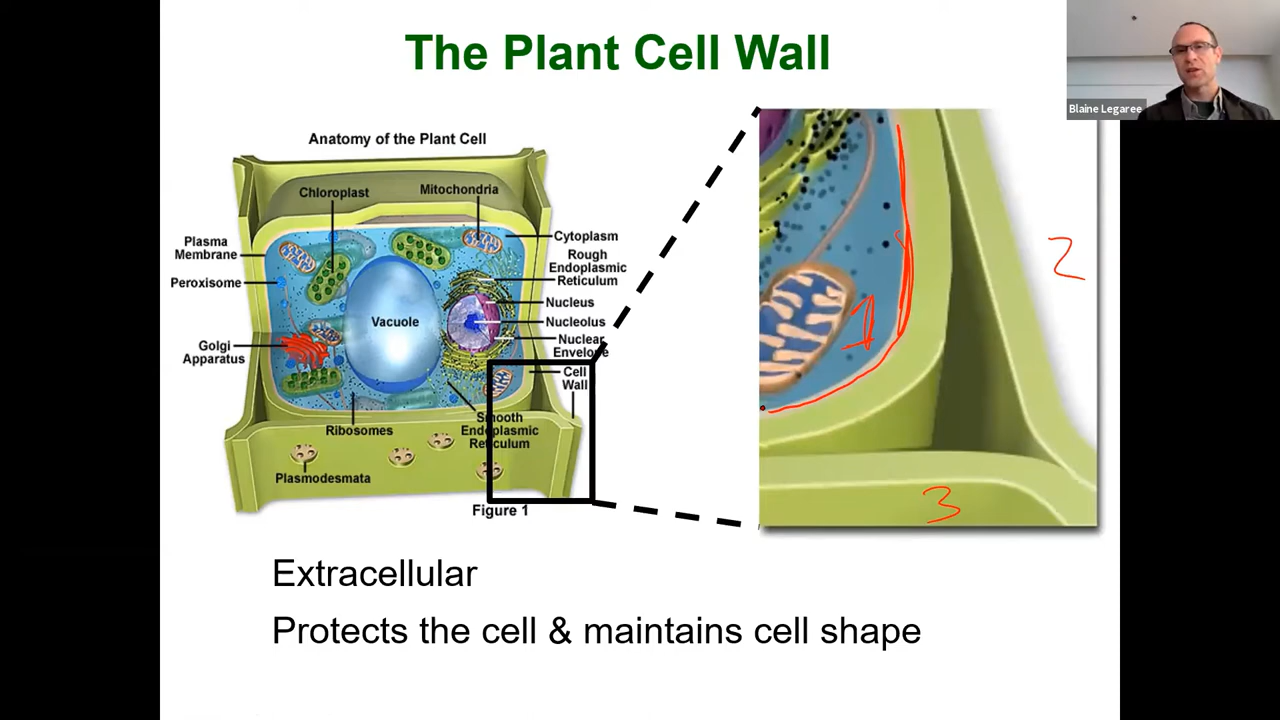 The Plant Cell Wall
Blaine Legaree
Anatomy of the Plant Cell
Chloroplast
Mitochondria
Plasma
Membrane
Peroxisome
Golgi
Apparatus
Cytoplasm
Rough
Endoplasmic
Reticulum
Nucleus
Nucleolus
Nuclear
Envelope
Cell
Wall
Vacuole
Ribosomes
Smooth
Endoplasmic
Reticulum
Plasmodesmata
Figure 1
1
2
3
Extracellular
Protects the cell & maintains cell shape